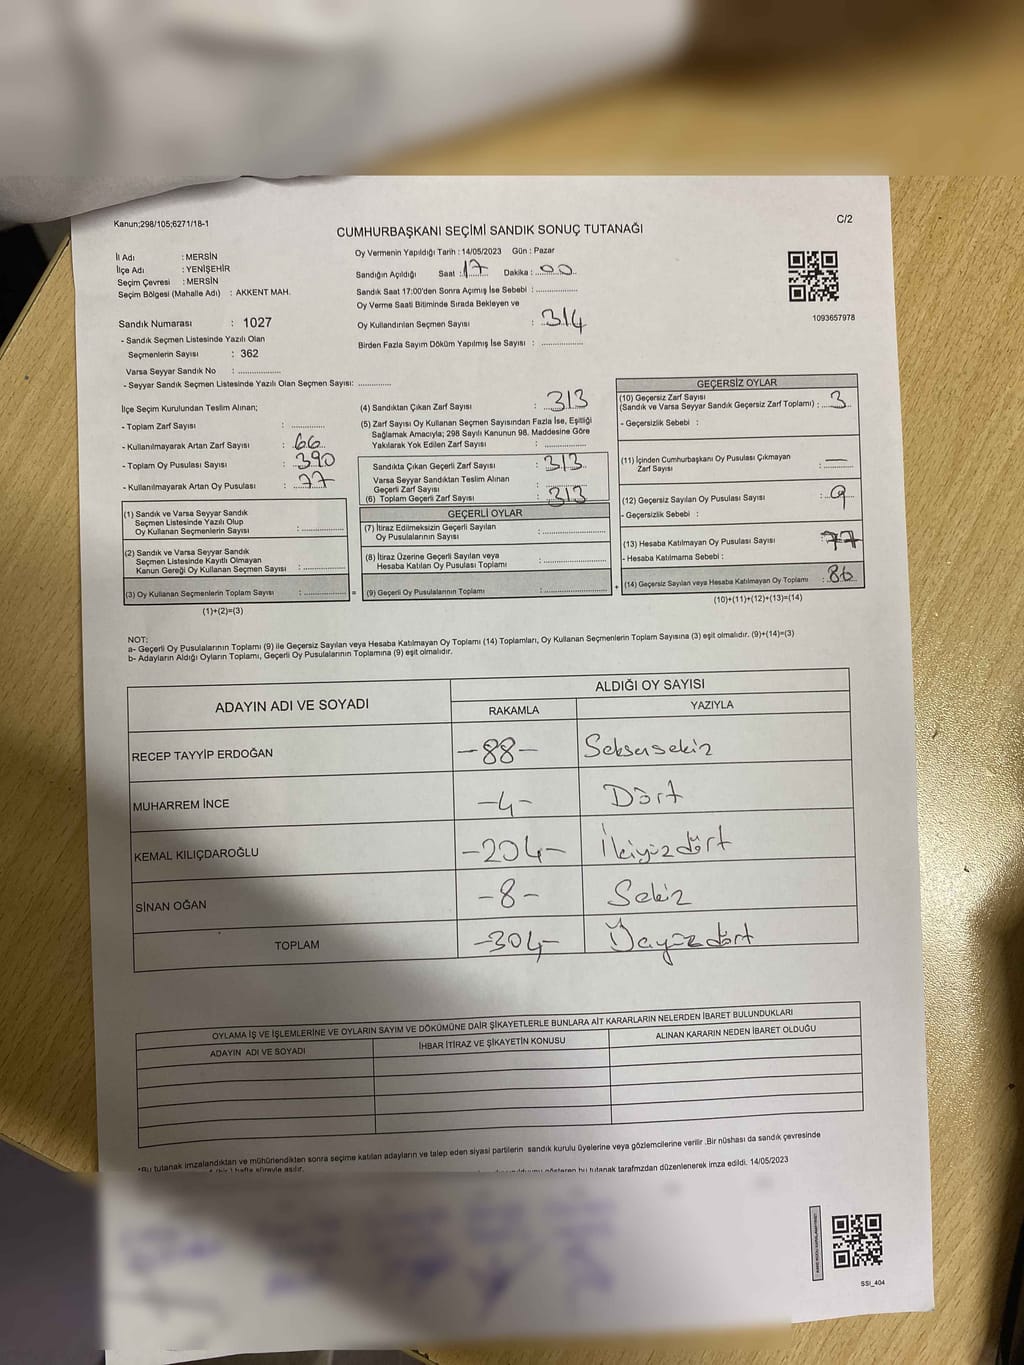 Kanun;298/105;6271/18-1
C/2
CUMHURBAŞKANI SEÇİMİ SANDIK SONUÇ TUTANAĞI
İl Adı : MERSİN
İlçe Adı : YENİŞEHİR
Seçim Çevresi : MERSİN
Seçim Bölgesi (Mahalle Adı) : AKKENT MAH.
Sandık Numarası : 1027
- Sandık Seçmen Listesinde Yazılı Olan
Seçmenlerin Sayısı : 362
Varsa Seyyar Sandık No : ..................
- Seyyar Sandık Seçmen Listesinde Yazılı Olan Seçmen Sayısı: ..............
Oy Vermenin Yapıldığı Tarih : 14/05/2023 Gün : Pazar
Sandığın Açıldığı Saat : 17 Dakika : 00
Sandık Saat 17:00'den Sonra Açımış İse Sebebi : ..................
Oy Verme Saati Bitiminde Sırada Bekleyen ve
Oy Kullandırılan Seçmen Sayısı : 314
Birden Fazla Sayım Döküm Yapılmış İse Sayısı : ..................
1093657978
İlçe Seçim Kurulundan Teslim Alınan;
- Toplam Zarf Sayısı : ..............
- Kullanılmayarak Artan Zarf Sayısı : 66
- Toplam Oy Pusulası Sayısı : 390
- Kullanılmayarak Artan Oy Pusulası : 77
(1) Sandık ve Varsa Seyyar Sandık
Seçmen Listesinde Yazılı Olup
Oy Kullanan Seçmenlerin Sayısı : ..................
(2) Sandık ve Varsa Seyyar Sandık
Seçmen Listesinde Kayıtlı Olmayan
Kanun Gereği Oy Kullanan Seçmen Sayısı : ..................
(3) Oy Kullanan Seçmenlerin Toplam Sayısı : ..................
(1)+(2)=(3)
=
(4) Sandıktan Çıkan Zarf Sayısı : 313
(5) Zarf Sayısı Oy Kullanan Seçmen Sayısından Fazla İse, Eşitliği
Sağlamak Amacıyla; 298 Sayılı Kanunun 98. Maddesine Göre
Yakılarak Yok Edilen Zarf Sayısı : ..................
Sandıkta Çıkan Geçerli Zarf Sayısı : 313
Varsa Seyyar Sandıktan Teslim Alınan
Geçerli Zarf Sayısı : ..................
(6) Toplam Geçerli Zarf Sayısı : 313
GEÇERLİ OYLAR
(7) İtiraz Edilmeksizin Geçerli Sayılan
Oy Pusulalarının Sayısı : ..................
(8) İtiraz Üzerine Geçerli Sayılan veya
Hesaba Katılan Oy Pusulası Toplamı : ..................
(9) Geçerli Oy Pusulalarının Toplamı : ..................
+
GEÇERSİZ OYLAR
(10) Geçersiz Zarf Sayısı
(Sandık ve Varsa Seyyar Sandık Geçersiz Zarf Toplamı) : 3
- Geçersizlik Sebebi :
(11) İçinden Cumhurbaşkanı Oy Pusulası Çıkmayan
Zarf Sayısı : —
(12) Geçersiz Sayılan Oy Pusulası Sayısı : 9
- Geçersizlik Sebebi :
(13) Hesaba Katılmayan Oy Pusulası Sayısı : 77
- Hesaba Katılmama Sebebi :
(14) Geçersiz Sayılan veya Hesaba Katılmayan Oy Toplamı : 86
(10)+(11)+(12)+(13)=(14)
NOT:
a- Geçerli Oy Pusulalarının Toplamı (9) ile Geçersiz Sayılan veya Hesaba Katılmayan Oy Toplamı (14) Toplamları, Oy Kullanan Seçmenlerin Toplam Sayısına (3) eşit olmalıdır. (9)+(14)=(3)
b- Adayların Aldığı Oyların Toplamı, Geçerli Oy Pusulalarının Toplamına (9) eşit olmalıdır.
ADAYIN ADI VE SOYADI
ALDIĞI OY SAYISI
RAKAMLA YAZIYLA
RECEP TAYYİP ERDOĞAN -88- Seksensekiz
MUHARREM İNCE -4- Dört
KEMAL KILIÇDAROĞLU -204- İkiyüzdört
SİNAN OĞAN -8- Sekiz
TOPLAM -304- Üçyüzdört
OYLAMA İŞ VE İŞLEMLERİNE VE OYLARIN SAYIM VE DÖKÜMÜNE DAİR ŞİKAYETLERLE BUNLARA AİT KARARLARIN NELERDEN İBARET BULUNDUKLARI
ADAYIN ADI VE SOYADI İHBAR İTİRAZ VE ŞİKAYETİN KONUSU ALINAN KARARIN NEDEN İBARET OLDUĞU
*Bu tutanak imzalandıktan ve mühürlendikten sonra seçime katılan adayların ve talep eden siyasi partilerin sandık kurulu üyelerine veya gözlemcilerine verilir .Bir nüshası da sandık çevresinde
bu tutanak tarafımızdan düzenlenerek imza edildi. 14/05/2023
SSI_404